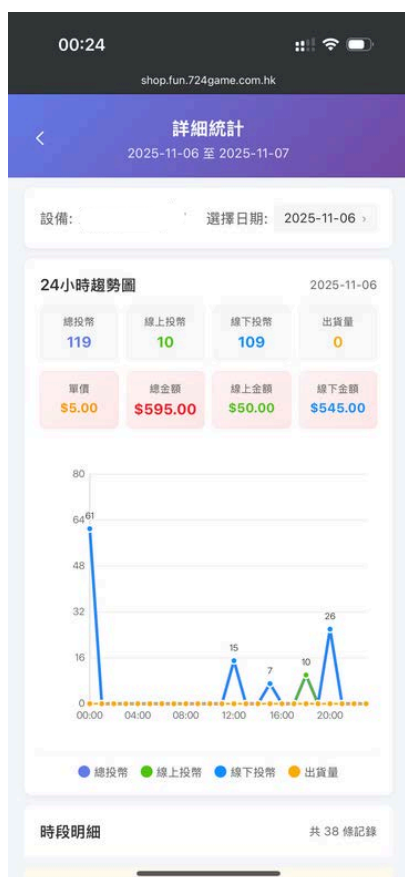 00:24
shop.fun.724game.com.hk
詳細統計
2025-11-06 至 2025-11-07
設備: 選擇日期: 2025-11-06
24小時趨勢圖 2025-11-06
總投幣 線上投幣 線下投幣 出貨量
119 10 109 0
單價 總金額 線上金額 線下金額
$5.00 $595.00 $50.00 $545.00
80
64 61
48
32
26
16 15
10
7
0
00:00 04:00 08:00 12:00 16:00 20:00
總投幣 線上投幣 線下投幣 出貨量
時段明細 共 38 條記錄